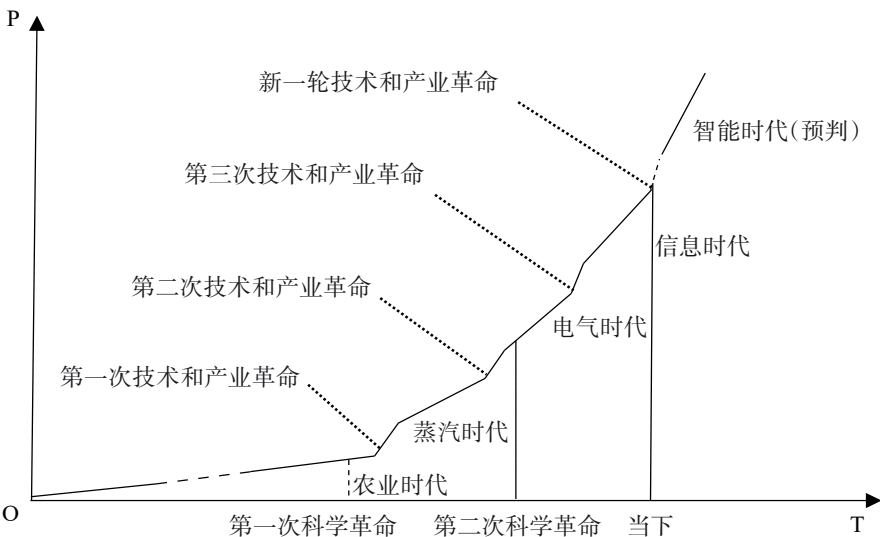 P
新一轮技术和产业革命
智能时代(预判)
第三次技术和产业革命
信息时代
第二次技术和产业革命
电气时代
第一次技术和产业革命
蒸汽时代
农业时代
O
第一次科学革命
第二次科学革命
当下
T